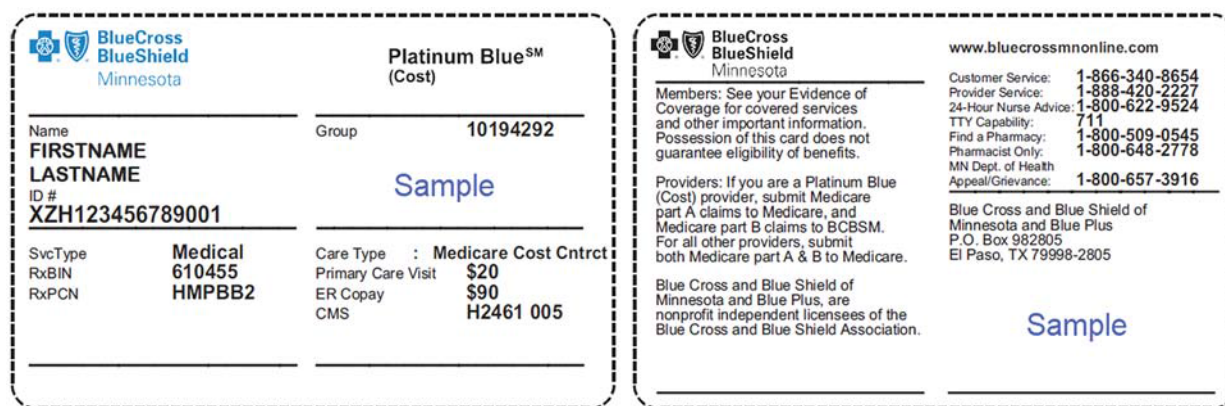 BlueCross
BlueShield
Minnesota
Platinum Blue℠
(Cost)
Name
FIRSTNAME
LASTNAME
ID #
XZH123456789001
Group 10194292
Sample
SvcType Medical
RxBIN 610455
RxPCN HMPBB2
Care Type : Medicare Cost Cntrct
Primary Care Visit $20
ER Copay $90
CMS H2461 005
BlueCross
BlueShield
Minnesota
Members: See your Evidence of
Coverage for covered services
and other important information.
Possession of this card does not
guarantee eligibility of benefits.
Providers: If you are a Platinum Blue
(Cost) provider, submit Medicare
part A claims to Medicare, and
Medicare part B claims to BCBSM.
For all other providers, submit
both Medicare part A & B to Medicare.
Blue Cross and Blue Shield of
Minnesota and Blue Plus, are
nonprofit independent licensees of the
Blue Cross and Blue Shield Association.
www.bluecrossmnonline.com
Customer Service: 1-866-340-8654
Provider Service: 1-888-420-2227
24-Hour Nurse Advice: 1-800-622-9524
TTY Capability: 711
Find a Pharmacy: 1-800-509-0545
Pharmacist Only: 1-800-648-2778
MN Dept. of Health
Appeal/Grievance: 1-800-657-3916
Blue Cross and Blue Shield of
Minnesota and Blue Plus
P.O. Box 982805
El Paso, TX 79998-2805
Sample